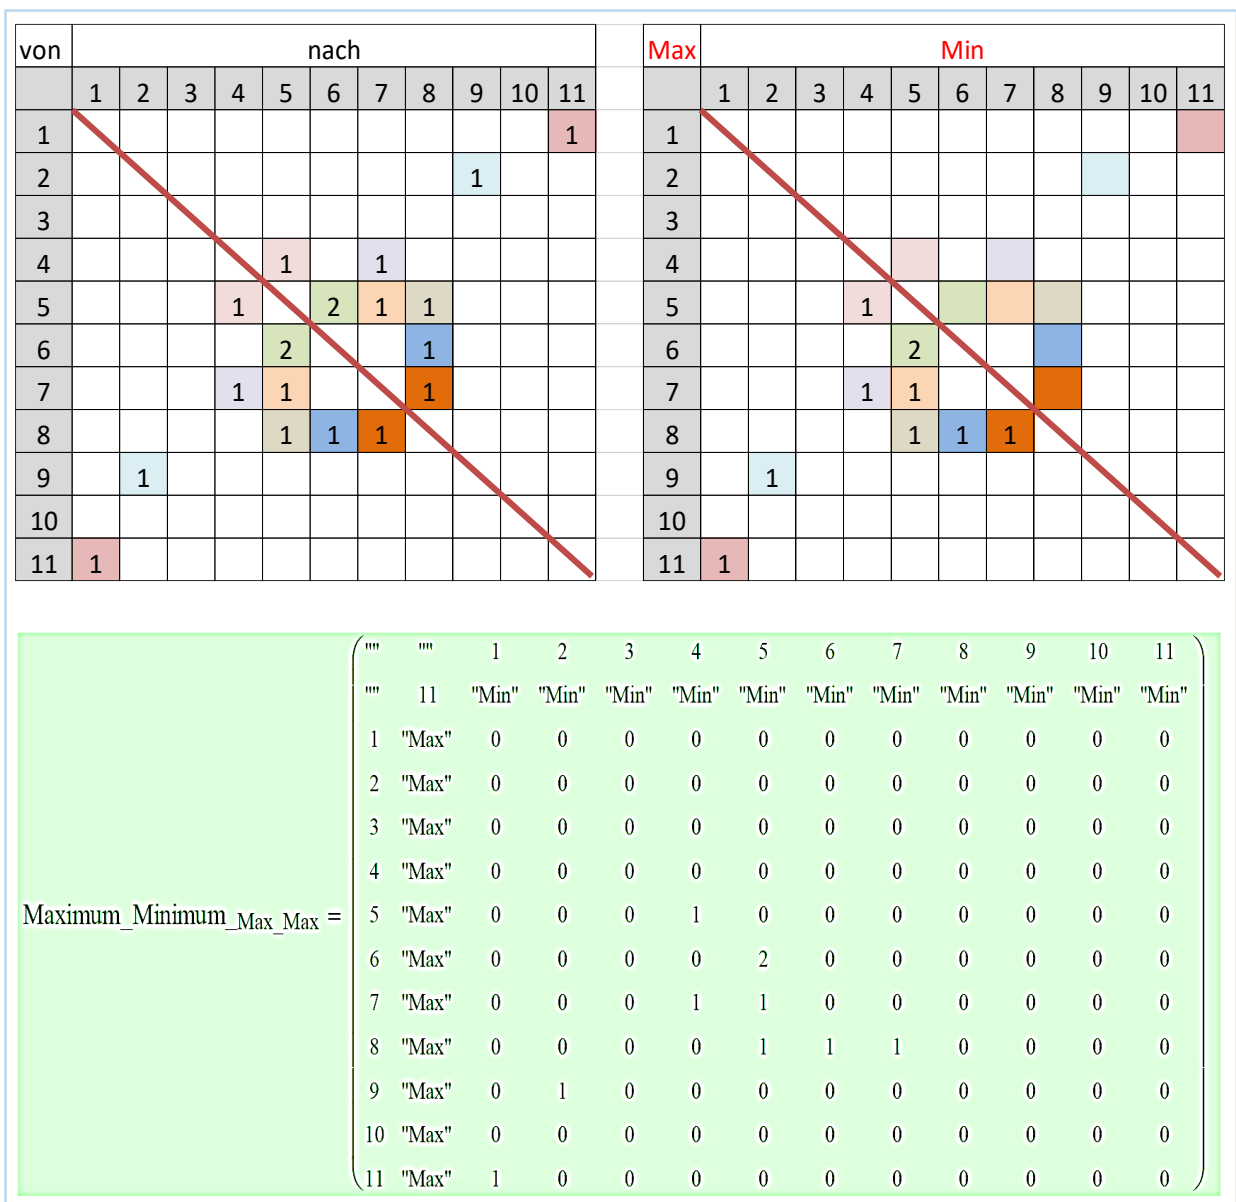 von nach Max Min
1 2 3 4 5 6 7 8 9 10 11 1 2 3 4 5 6 7 8 9 10 11
1 1 1
2 1 2
3 3
4 1 1 4
5 1 2 1 1 5 1
6 2 1 6 2
7 1 1 1 7 1 1
8 1 1 1 8 1 1 1
9 1 9 1
10 10
11 1 11 1
"" "" 1 2 3 4 5 6 7 8 9 10 11
"" 11 "Min" "Min" "Min" "Min" "Min" "Min" "Min" "Min" "Min" "Min" "Min"
1 "Max" 0 0 0 0 0 0 0 0 0 0 0
2 "Max" 0 0 0 0 0 0 0 0 0 0 0
3 "Max" 0 0 0 0 0 0 0 0 0 0 0
4 "Max" 0 0 0 0 0 0 0 0 0 0 0
Maximum_Minimum_Max_Max = 5 "Max" 0 0 0 1 0 0 0 0 0 0 0
6 "Max" 0 0 0 0 2 0 0 0 0 0 0
7 "Max" 0 0 0 1 1 0 0 0 0 0 0
8 "Max" 0 0 0 0 1 1 1 0 0 0 0
9 "Max" 0 1 0 0 0 0 0 0 0 0 0
10 "Max" 0 0 0 0 0 0 0 0 0 0 0
11 "Max" 1 0 0 0 0 0 0 0 0 0 0